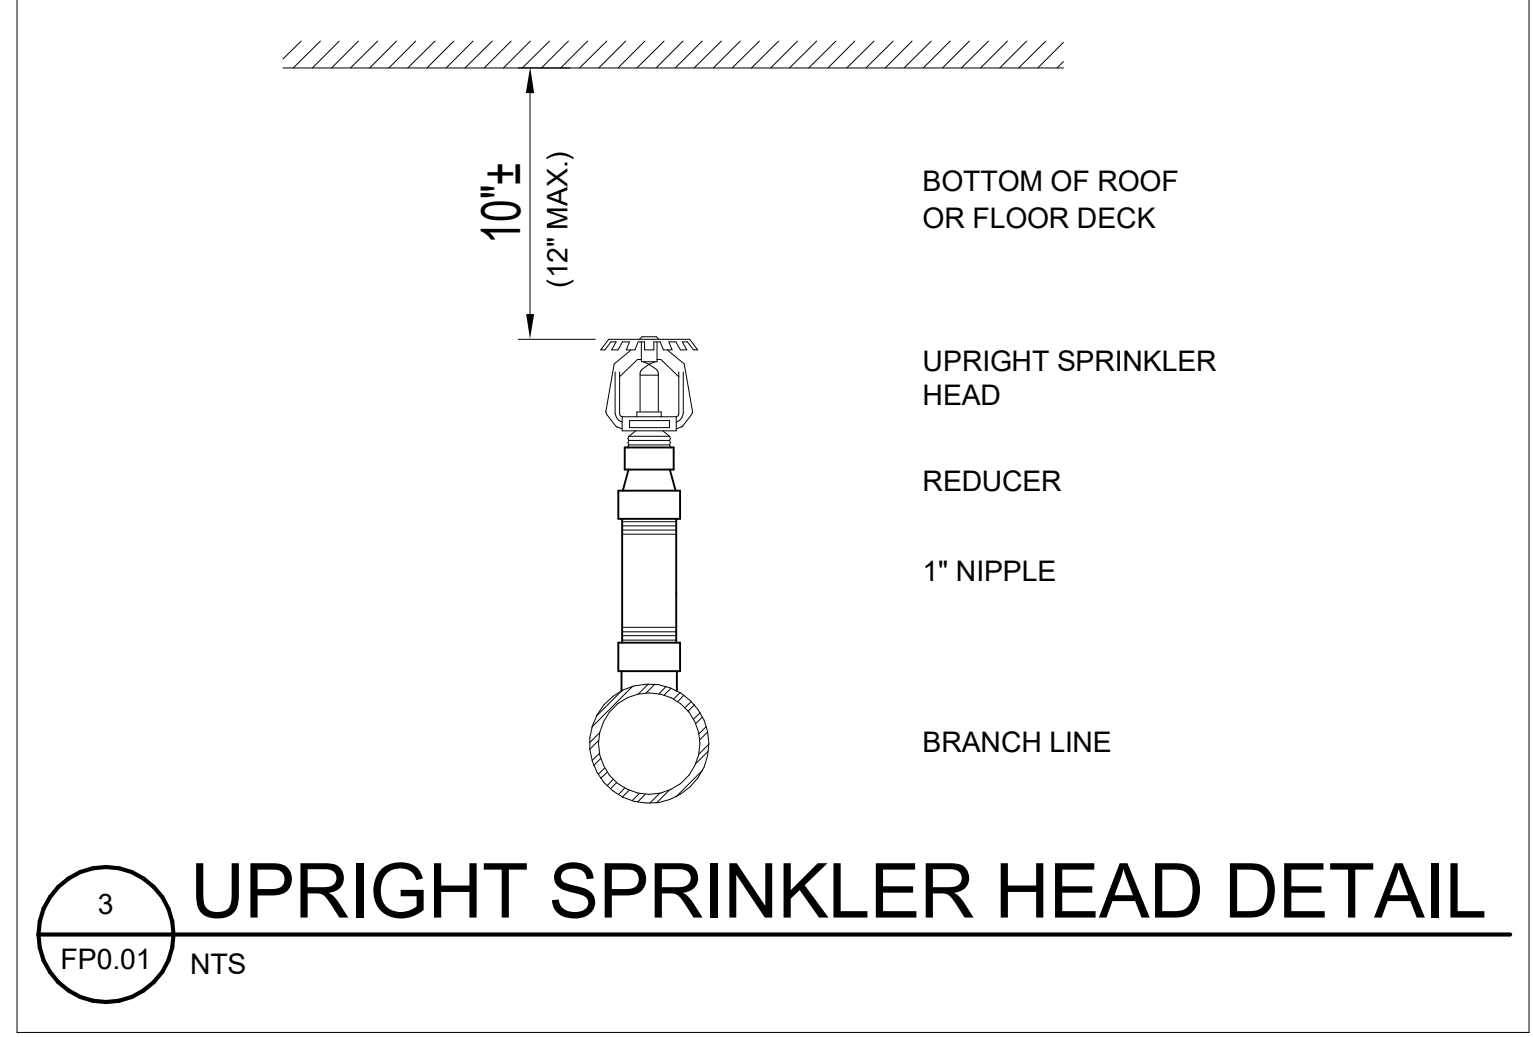 10"±
(12" MAX.)
BOTTOM OF ROOF
OR FLOOR DECK
UPRIGHT SPRINKLER
HEAD
REDUCER
1" NIPPLE
BRANCH LINE
3
FP0.01
UPRIGHT SPRINKLER HEAD DETAIL
NTS